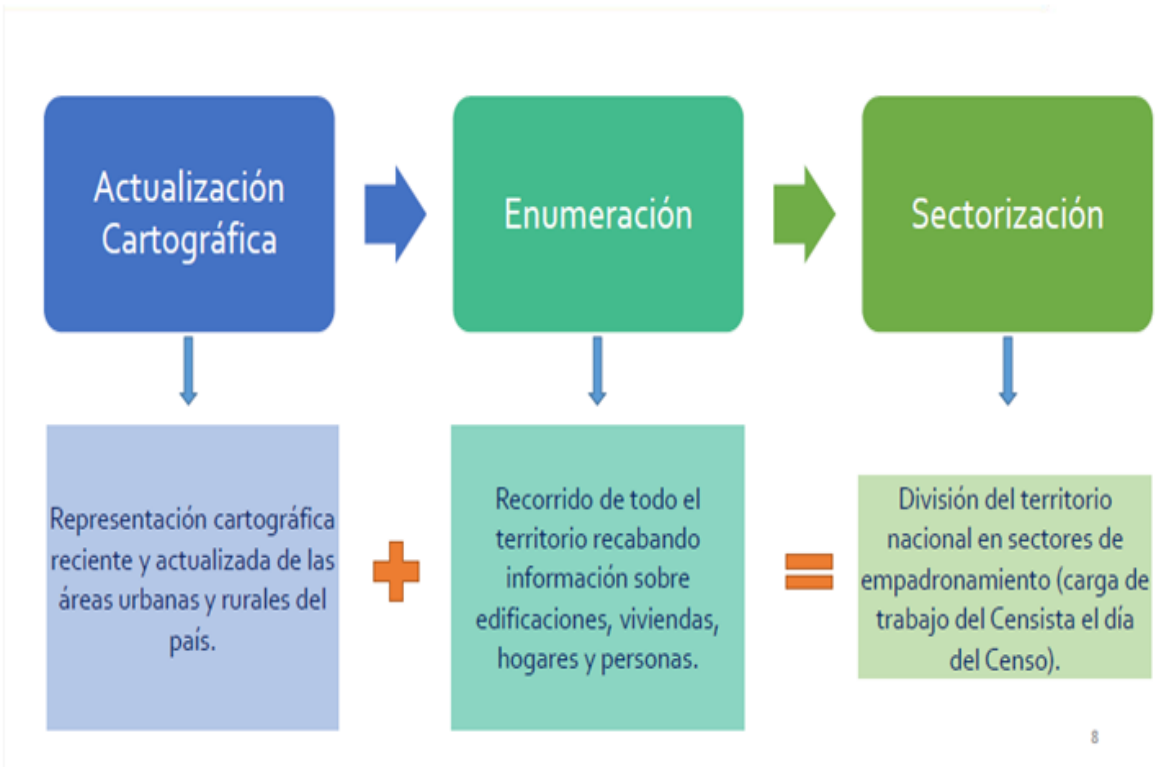 Actualización
Cartográfica
Enumeración
Sectorización
Representación cartográfica
reciente y actualizada de las
áreas urbanas y rurales del
país.
Recorrido de todo el
territorio recabando
información sobre
edificaciones, viviendas,
hogares y personas.
División del territorio
nacional en sectores de
empadronamiento (carga de
trabajo del Censista el día
del Censo).
8